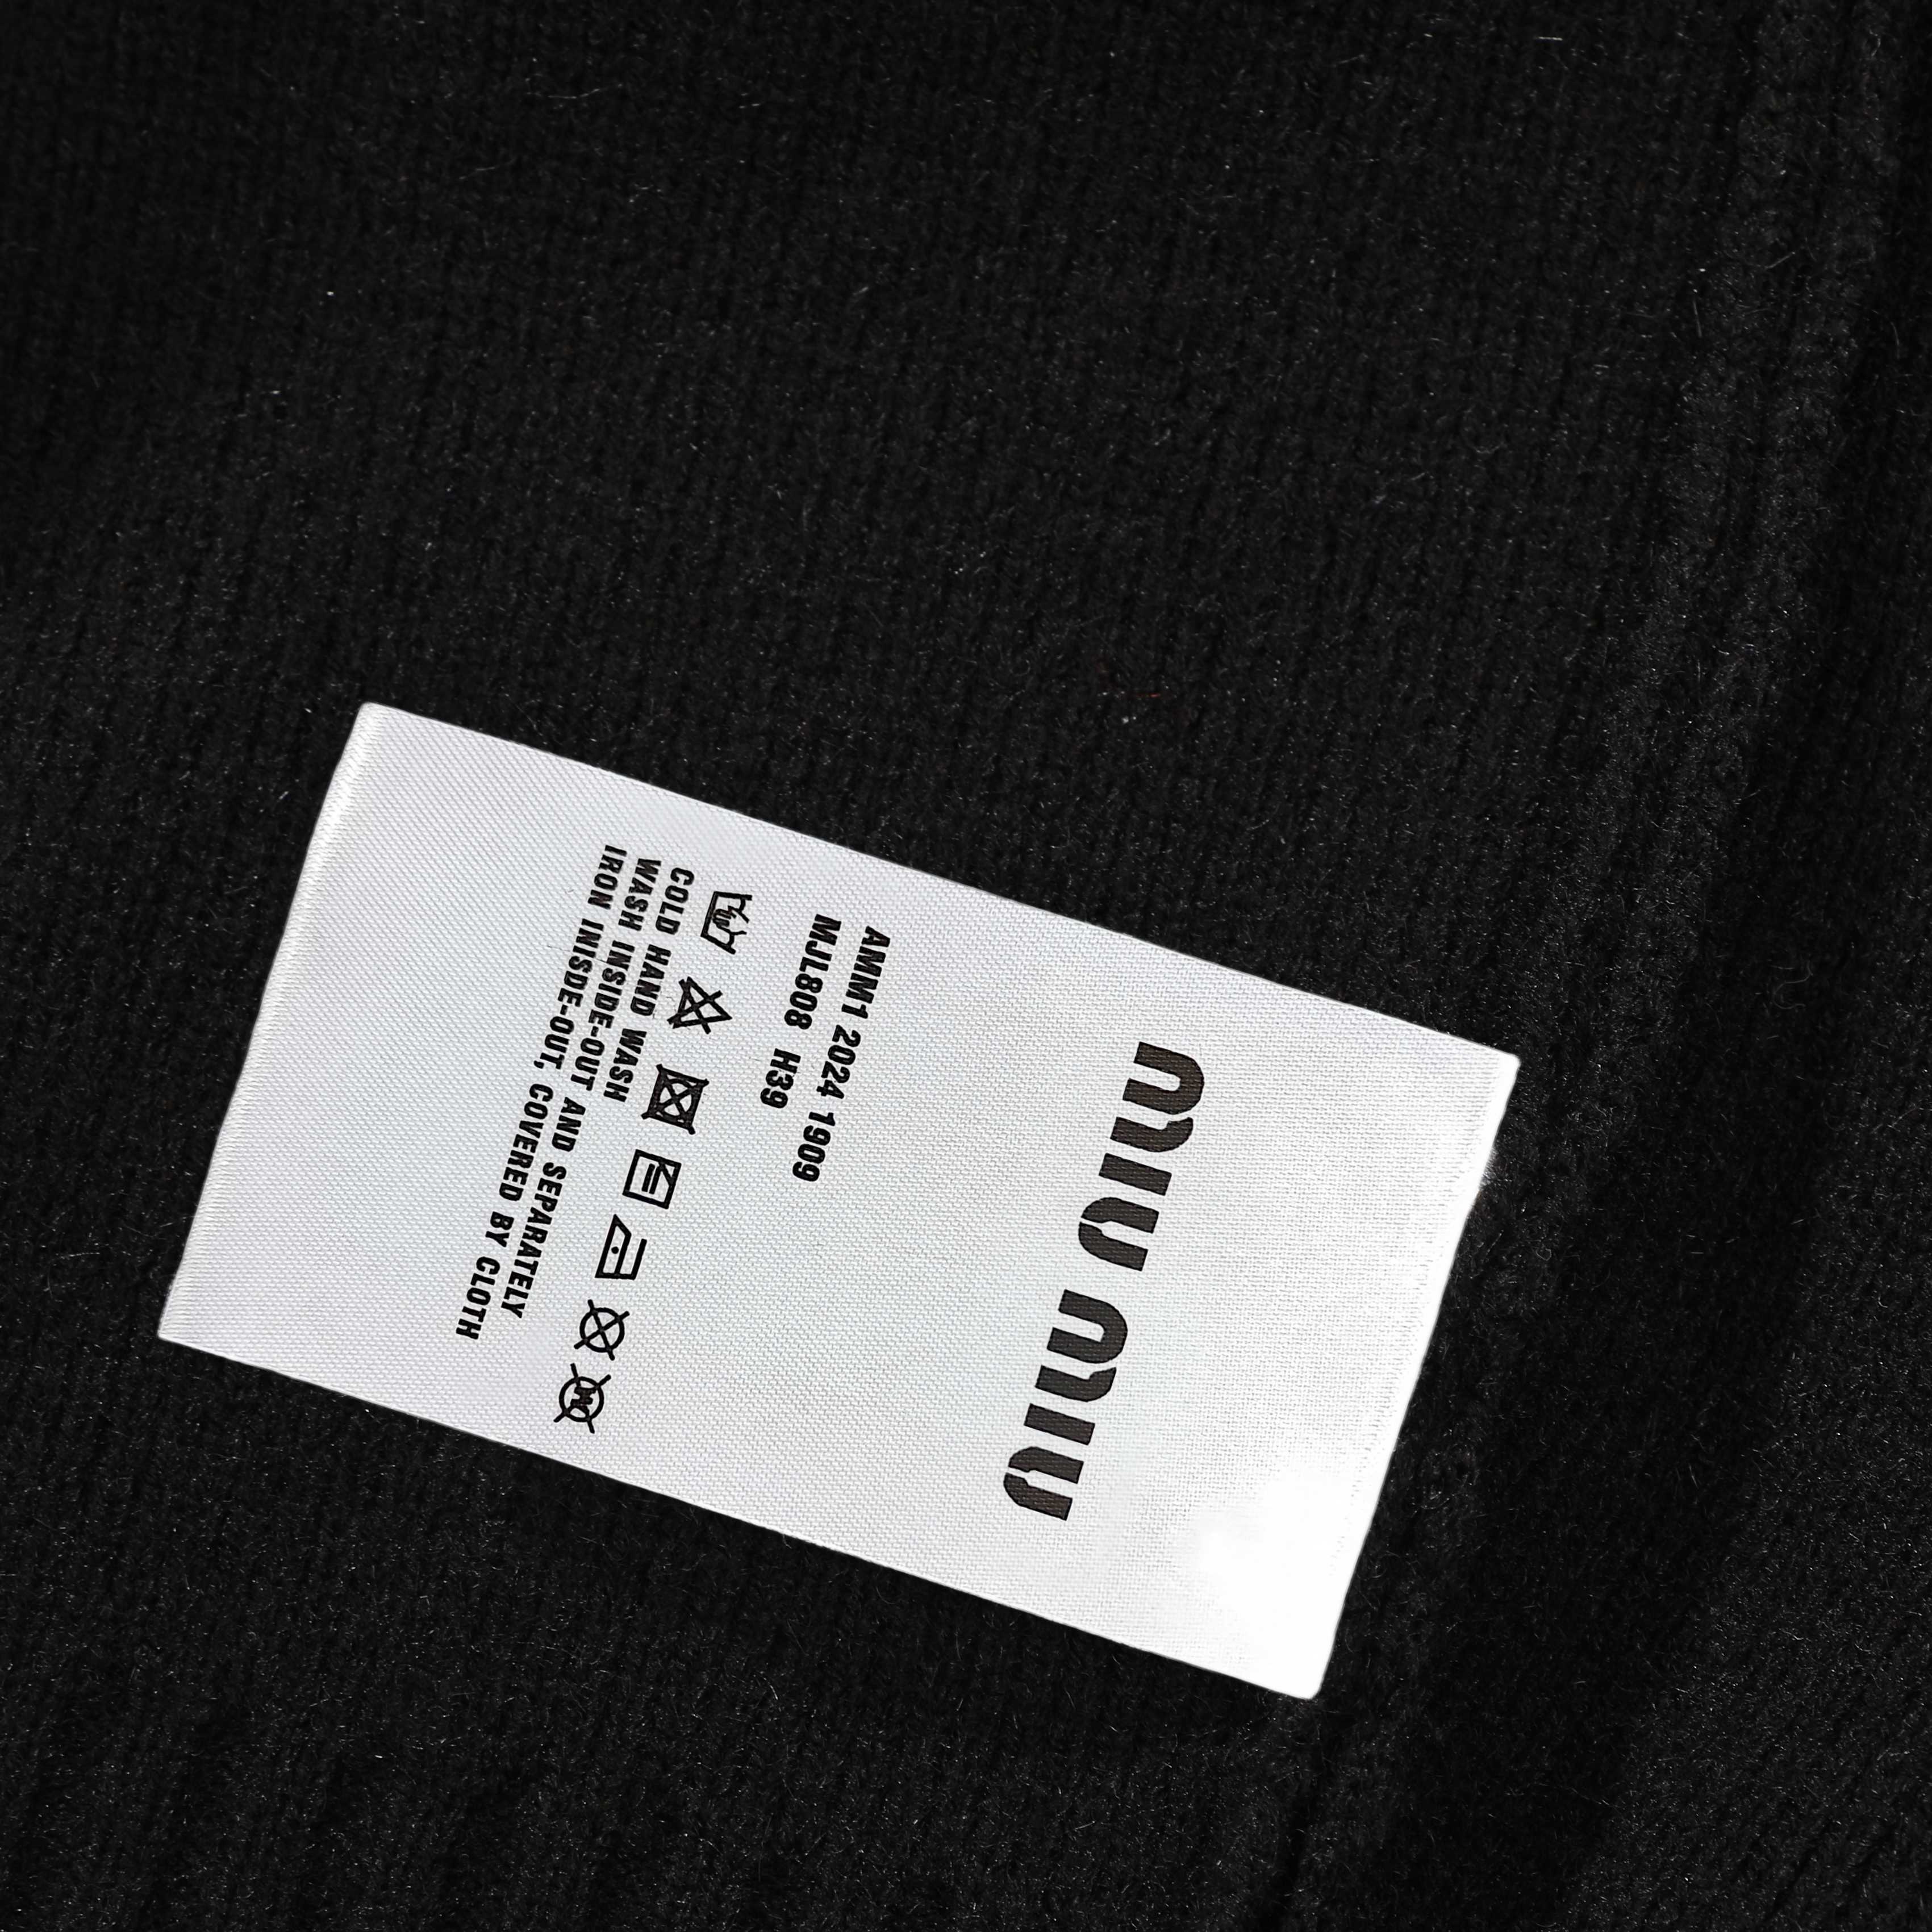 miu miu
AMM1 2024 1909
MJL808 H39
COLD HAND WASH
WASH INSIDE-OUT AND SEPARATELY
IRON INISDE-OUT, COVERED BY CLOTH